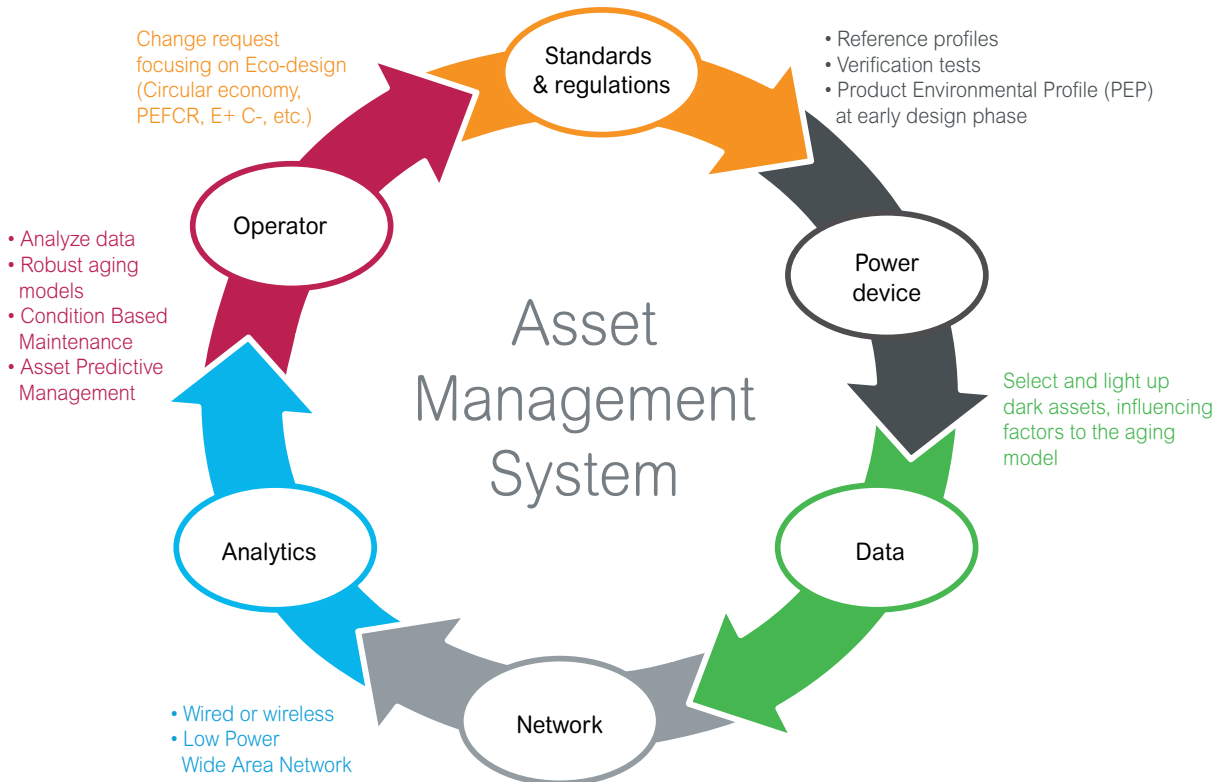 Change request
focusing on Eco-design
(Circular economy,
PEFCR, E+ C-, etc.)
Standards
& regulations
• Reference profiles
• Verification tests
• Product Environmental Profile (PEP)
at early design phase
Operator
Power
device
• Analyze data
• Robust aging
models
• Condition Based
Maintenance
• Asset Predictive
Management
Asset
Management
System
Select and light up
dark assets, influencing
factors to the aging
model
Analytics
Data
Network
• Wired or wireless
• Low Power
Wide Area Network